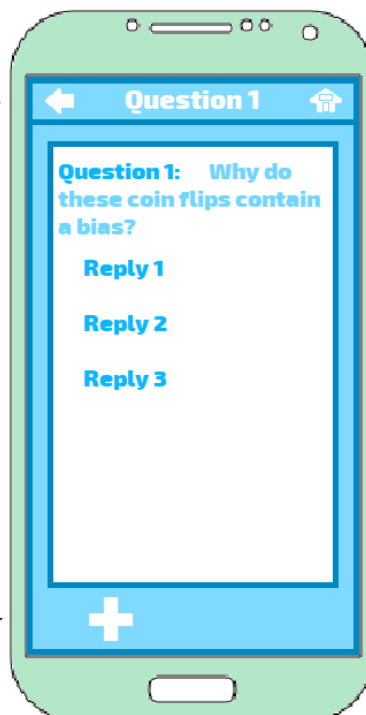 Question 1
Question 1: Why do
these coin flips contain
a bias?
Reply 1
Reply 2
Reply 3